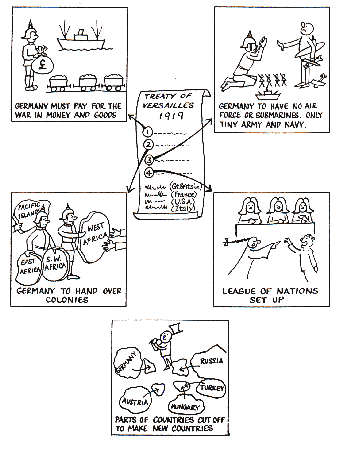 £
GERMANY MUST PAY FOR THE
WAR IN MONEY AND GOODS
GERMANY TO HAVE NO AIR
FORCE OR SUBMARINES. ONLY
TINY ARMY AND NAVY.
TREATY OF
VERSAILLES
1919
1
2
3
4
(Gt. Britain)
(France)
(U.S.A)
(Italy)
PACIFIC
ISLANDS
WEST
AFRICA
EAST
AFRICA
S.W.
AFRICA
GERMANY TO HAND OVER
COLONIES
LEAGUE OF NATIONS
SET UP
GERMANY
RUSSIA
AUSTRIA
TURKEY
HUNGARY
PARTS OF COUNTRIES CUT OFF
TO MAKE NEW COUNTRIES